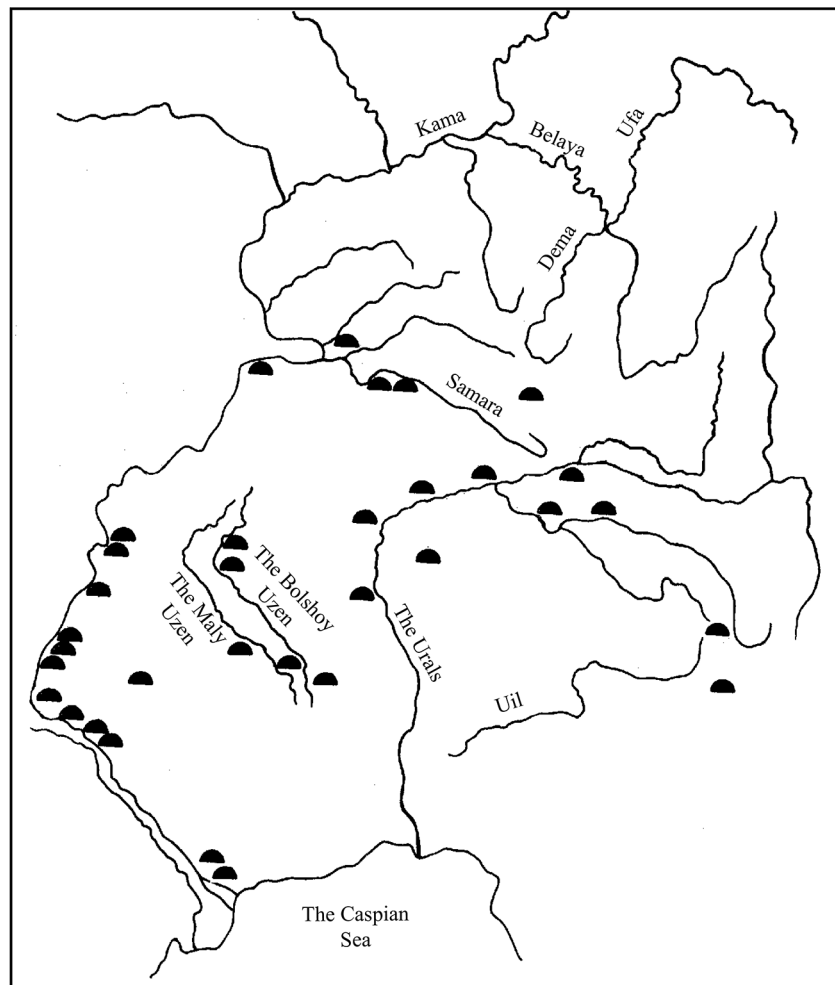 Kama
Belaya
Ufa
Dema
Samara
The Bolshoy
Uzen
The Maly
Uzen
The Urals
Uil
The Caspian
Sea